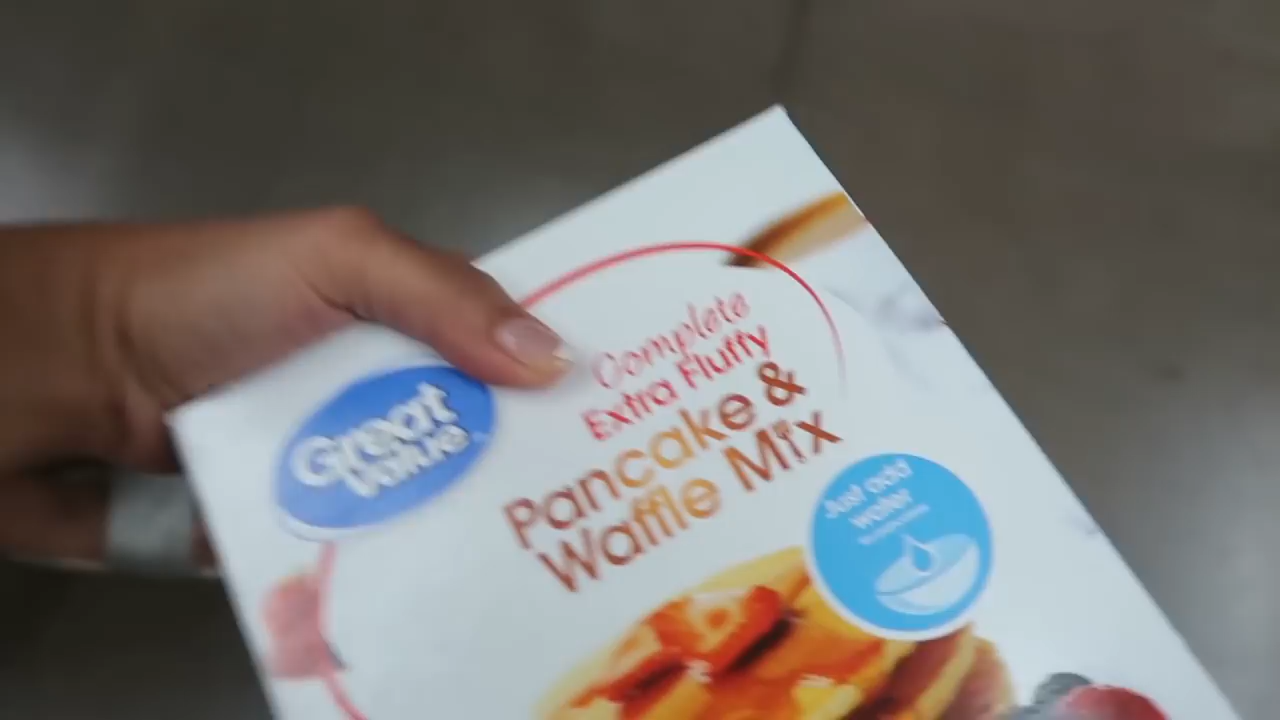 Great
Value
Complete
Extra Fluffy
Pancake &
Waffle Mix
Just add
water